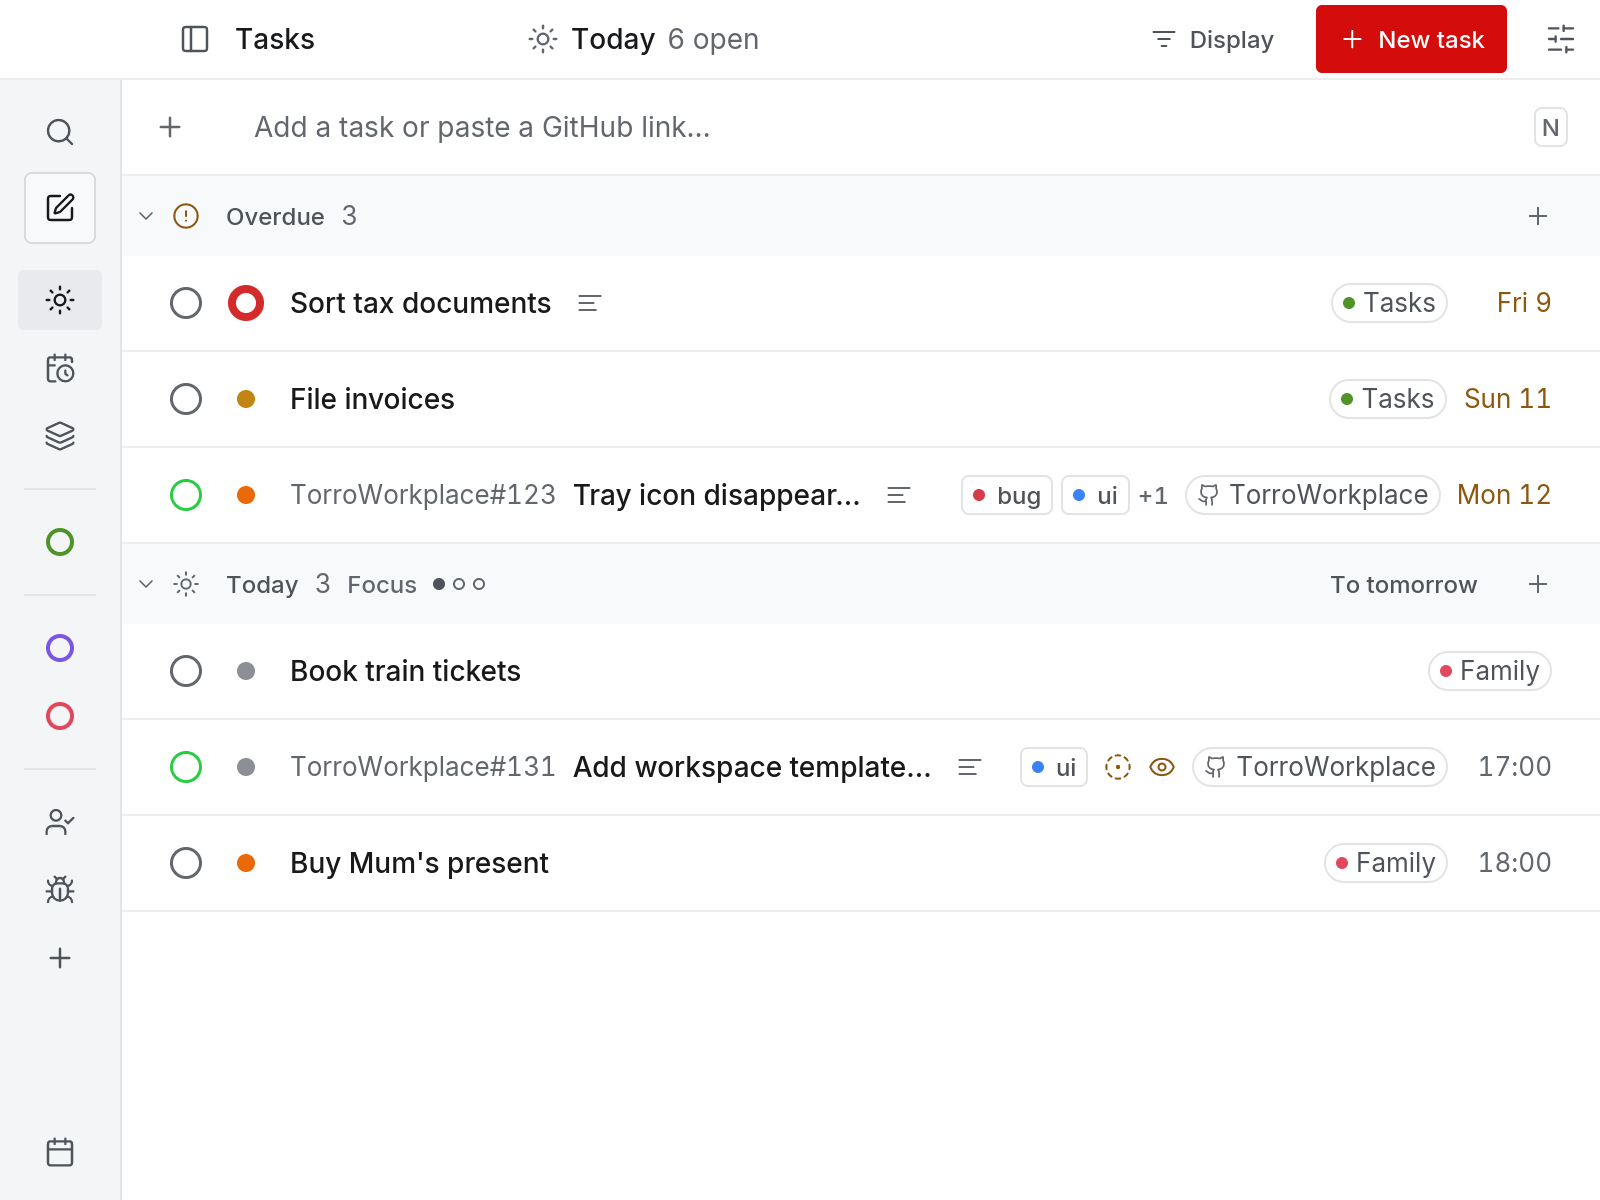 Tasks
Today 6 open
Display
New task
Add a task or paste a GitHub link...
N
Overdue 3
Sort tax documents Tasks Fri 9
File invoices Tasks Sun 11
TorroWorkplace#123 Tray icon disappear... bug ui +1 TorroWorkplace Mon 12
Today 3 Focus To tomorrow
Book train tickets Family
TorroWorkplace#131 Add workspace template... ui TorroWorkplace 17:00
Buy Mum's present Family 18:00